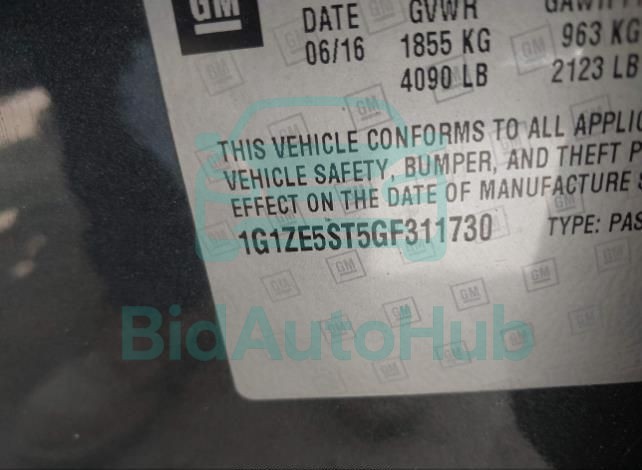 GM
DATE GVWR
06/16 1855 KG 963 KG
4090 LB 2123 LB
THIS VEHICLE CONFORMS TO ALL
VEHICLE SAFETY, BUMPER, AND THEFT
EFFECT ON THE DATE OF MANUFACTURE
1G1ZE5ST5GF311730 TYPE: PAS
BidAutoHub